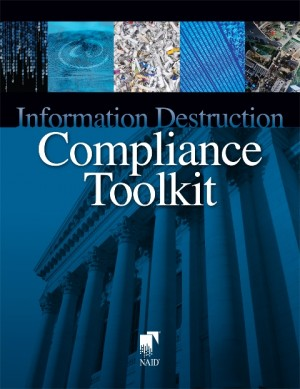 Information Destruction
Compliance
Toolkit
NAID®